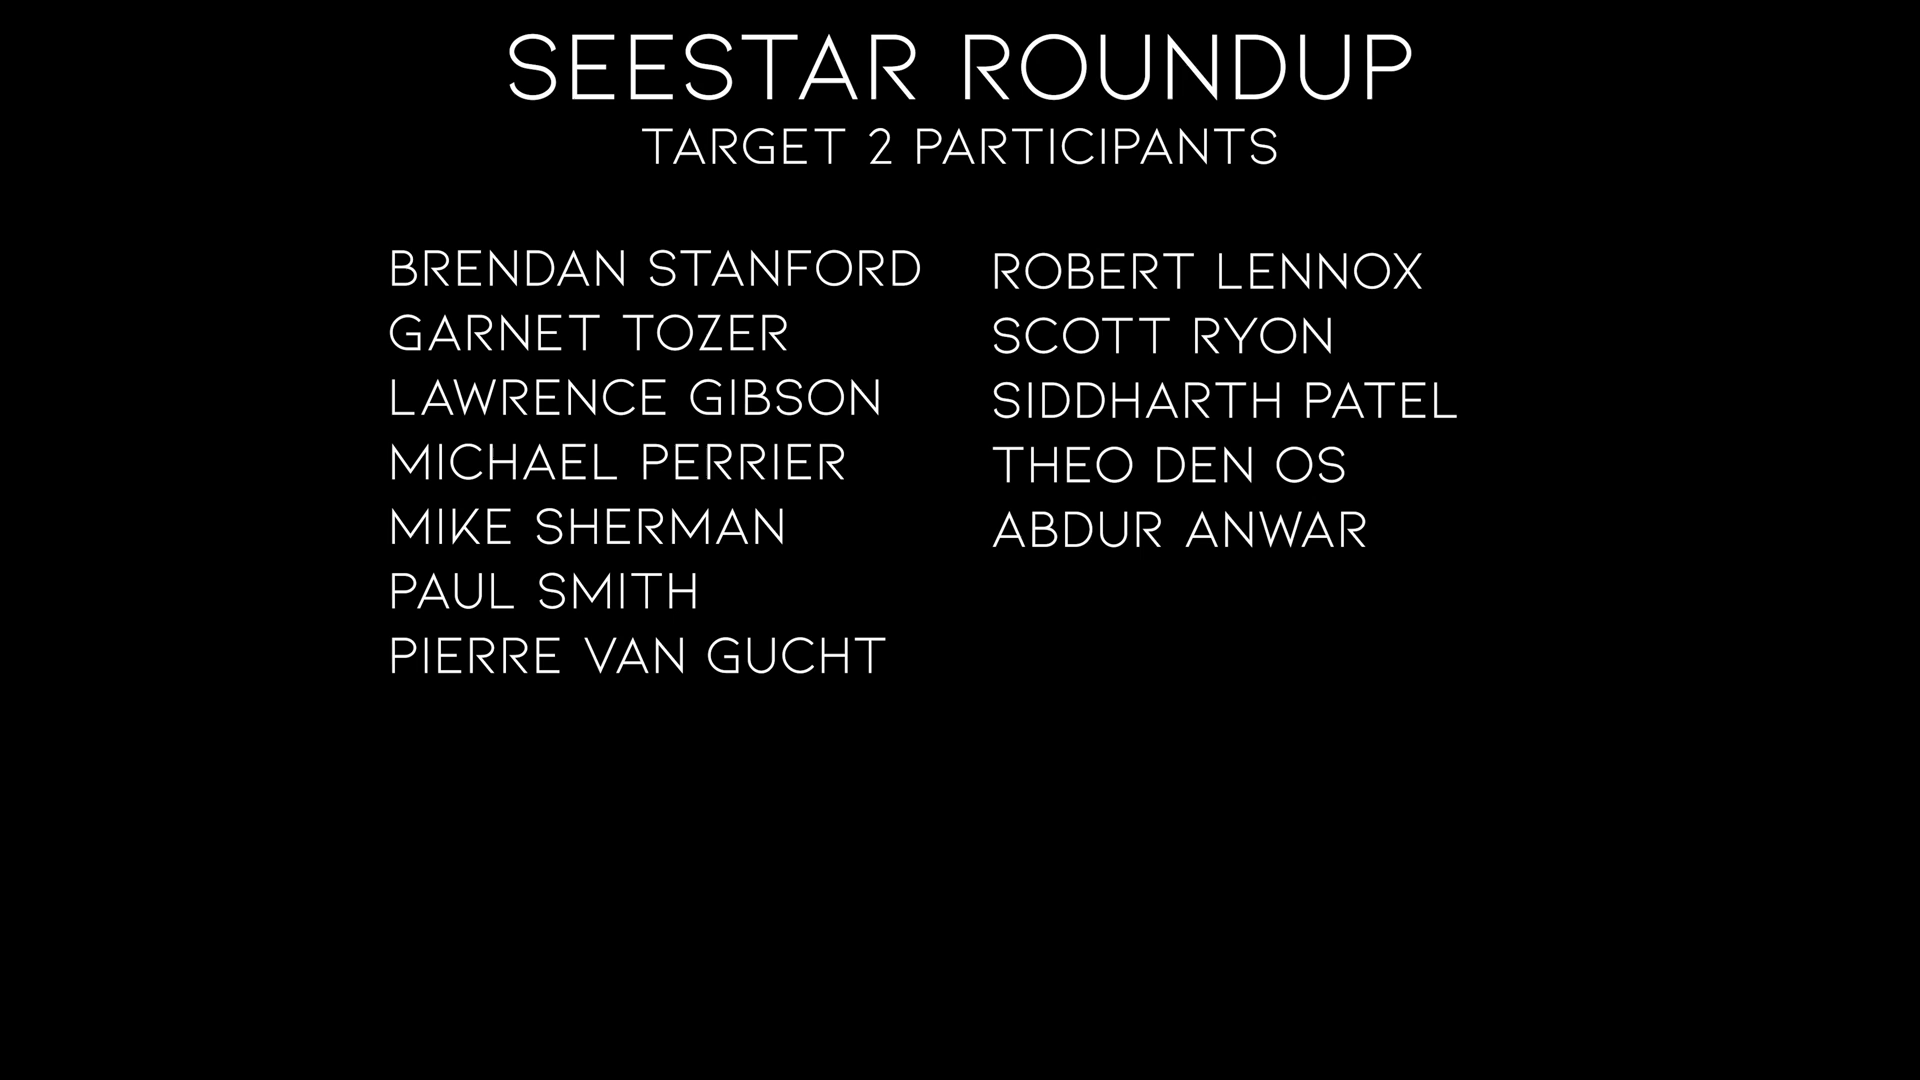 SEESTAR ROUNDUP
TARGET 2 PARTICIPANTS
BRENDAN STANFORD
GARNET TOZER
LAWRENCE GIBSON
MICHAEL PERRIER
MIKE SHERMAN
PAUL SMITH
PIERRE VAN GUCHT
ROBERT LENNOX
SCOTT RYON
SIDDHARTH PATEL
THEO DEN OS
ABDUR ANWAR